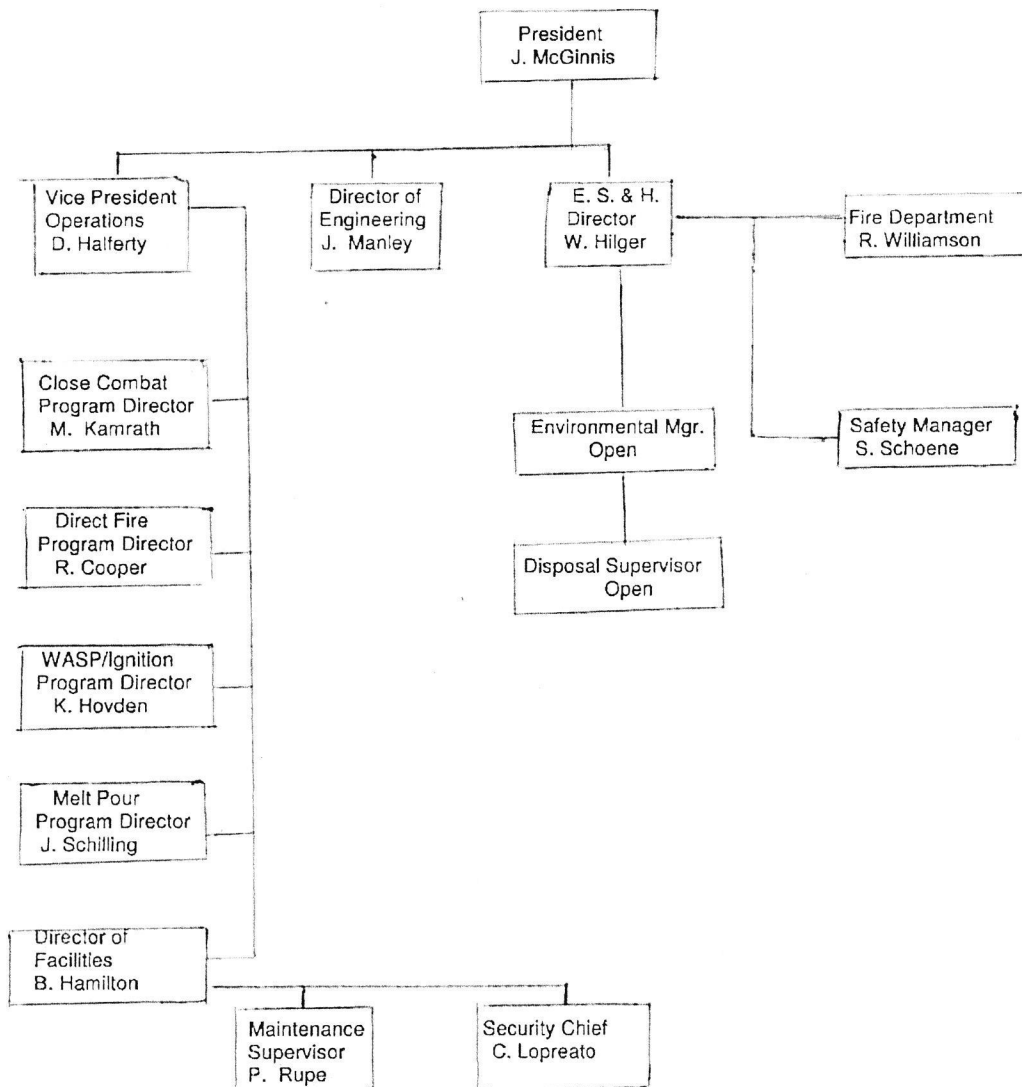 President
J. McGinnis
Vice President
Operations
D. Halferty
Director of
Engineering
J. Manley
E. S. & H.
Director
W. Hilger
Fire Department
R. Williamson
Close Combat
Program Director
M. Kamrath
Environmental Mgr.
Open
Safety Manager
S. Schoene
Direct Fire
Program Director
R. Cooper
Disposal Supervisor
Open
WASP/Ignition
Program Director
K. Hovden
Melt Pour
Program Director
J. Schilling
Director of
Facilities
B. Hamilton
Maintenance
Supervisor
P. Rupe
Security Chief
C. Lopreato